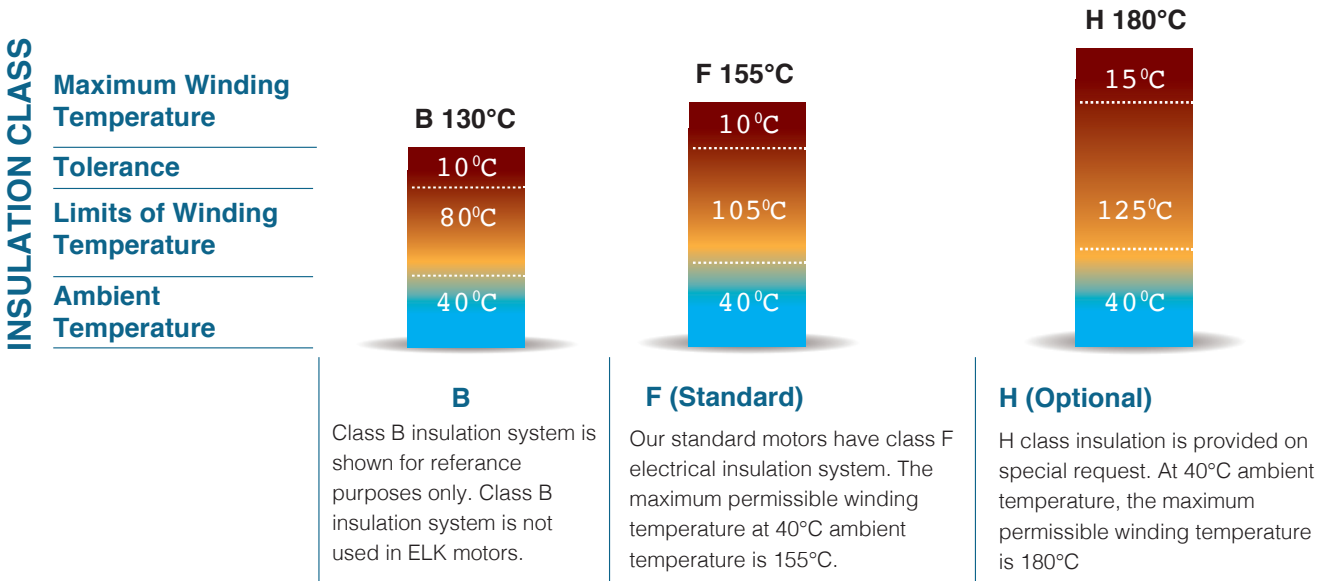 INSULATION CLASS
Maximum Winding
Temperature
Tolerance
Limits of Winding
Temperature
Ambient
Temperature
B 130°C
10⁰C
80⁰C
40⁰C
F 155°C
10⁰C
105⁰C
40⁰C
H 180°C
15⁰C
125⁰C
40⁰C
B
Class B insulation system is
shown for referance
purposes only. Class B
insulation system is not
used in ELK motors.
F (Standard)
Our standard motors have class F
electrical insulation system. The
maximum permissible winding
temperature at 40°C ambient
temperature is 155°C.
H (Optional)
H class insulation is provided on
special request. At 40°C ambient
temperature, the maximum
permissible winding temperature
is 180°C